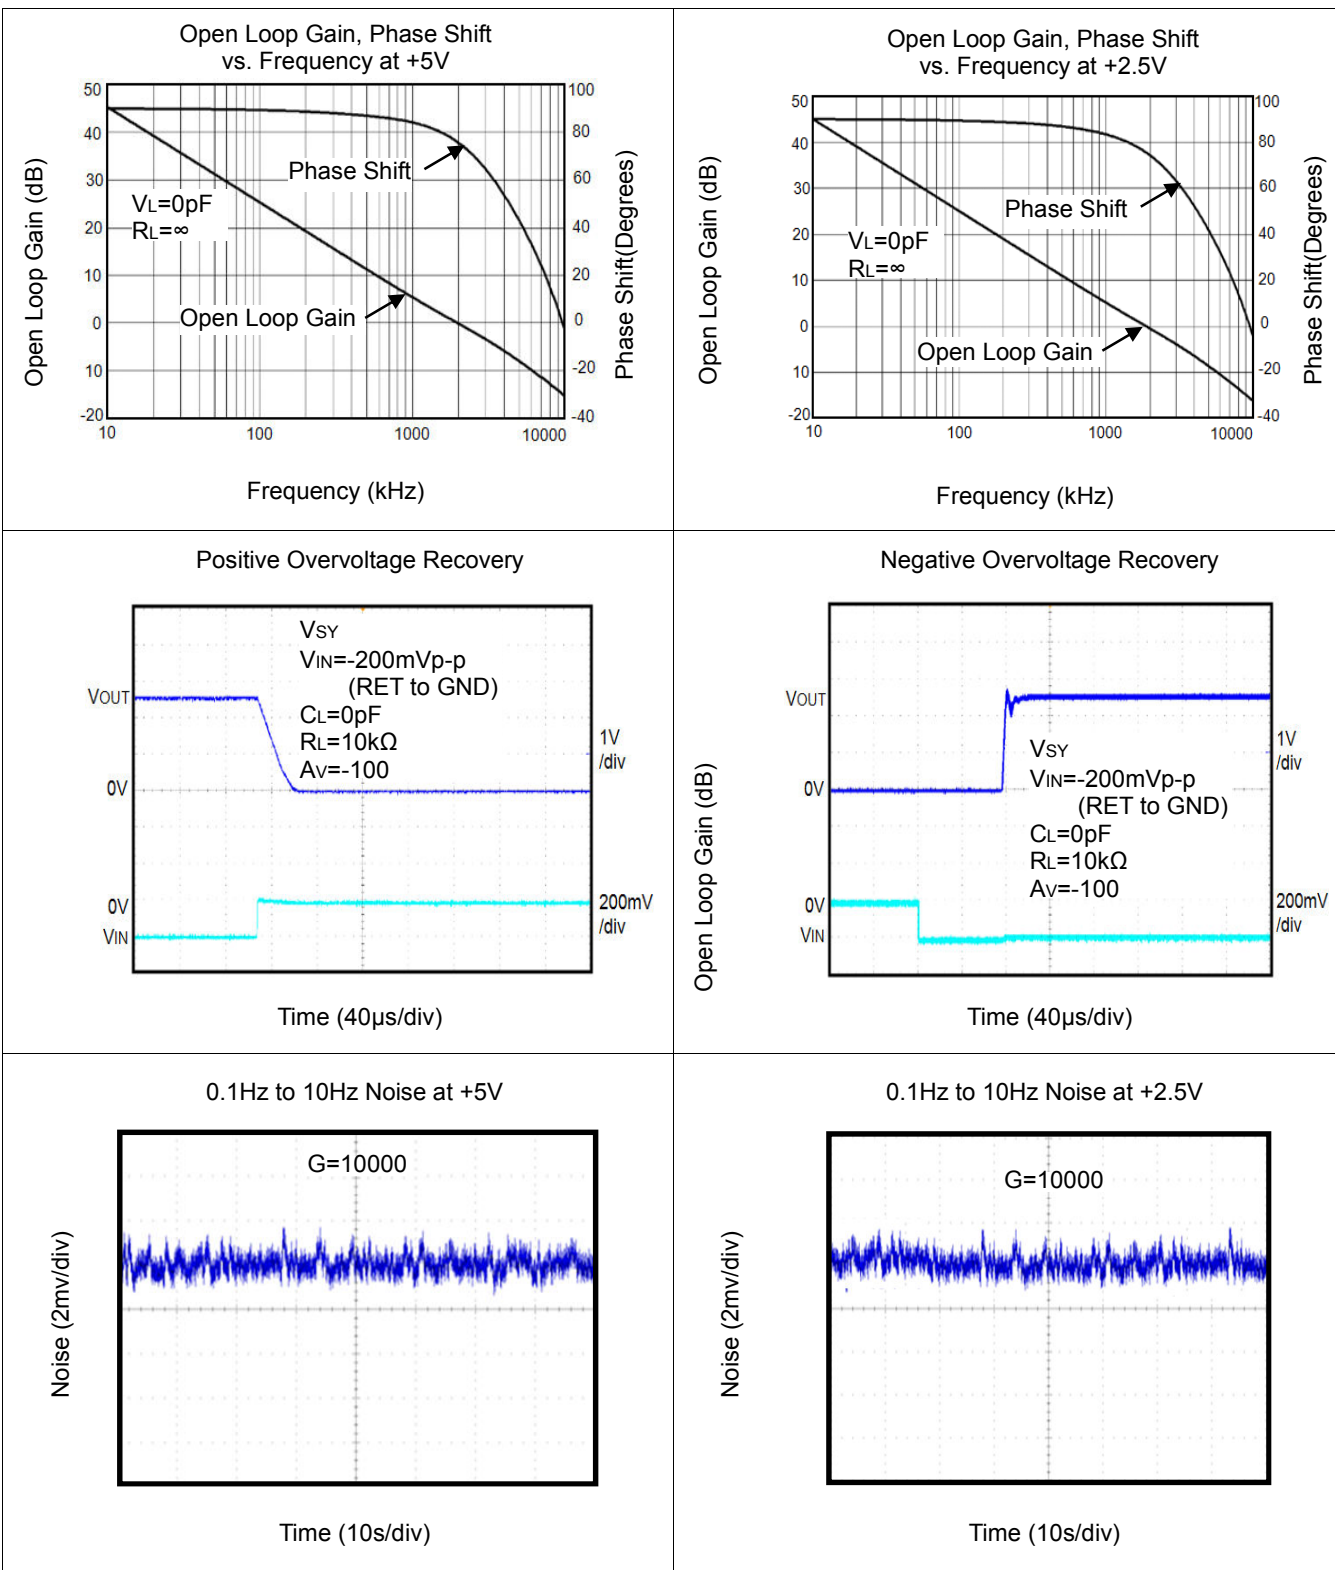 Open Loop Gain, Phase Shift
vs. Frequency at +5V
50
40
30
20
10
0
10
-20
100
80
60
40
20
0
-20
-40
Phase Shift
VL=0pF
RL=∞
Open Loop Gain
Open Loop Gain (dB)
Phase Shift(Degrees)
10
100
1000
10000
Frequency (kHz)
Open Loop Gain, Phase Shift
vs. Frequency at +2.5V
50
40
30
20
10
0
10
-20
100
80
60
40
20
0
-20
-40
Phase Shift
VL=0pF
RL=∞
Open Loop Gain
Open Loop Gain (dB)
Phase Shift(Degrees)
10
100
1000
10000
Frequency (kHz)
Positive Overvoltage Recovery
VSY
VIN=-200mVp-p
(RET to GND)
CL=0pF
RL=10kΩ
AV=-100
VOUT
0V
0V
VIN
1V
/div
200mV
/div
Time (40µs/div)
Negative Overvoltage Recovery
Open Loop Gain (dB)
VOUT
0V
0V
VIN
VSY
VIN=-200mVp-p
(RET to GND)
CL=0pF
RL=10kΩ
AV=-100
1V
/div
200mV
/div
Time (40µs/div)
0.1Hz to 10Hz Noise at +5V
G=10000
Noise (2mv/div)
Time (10s/div)
0.1Hz to 10Hz Noise at +2.5V
G=10000
Noise (2mv/div)
Time (10s/div)